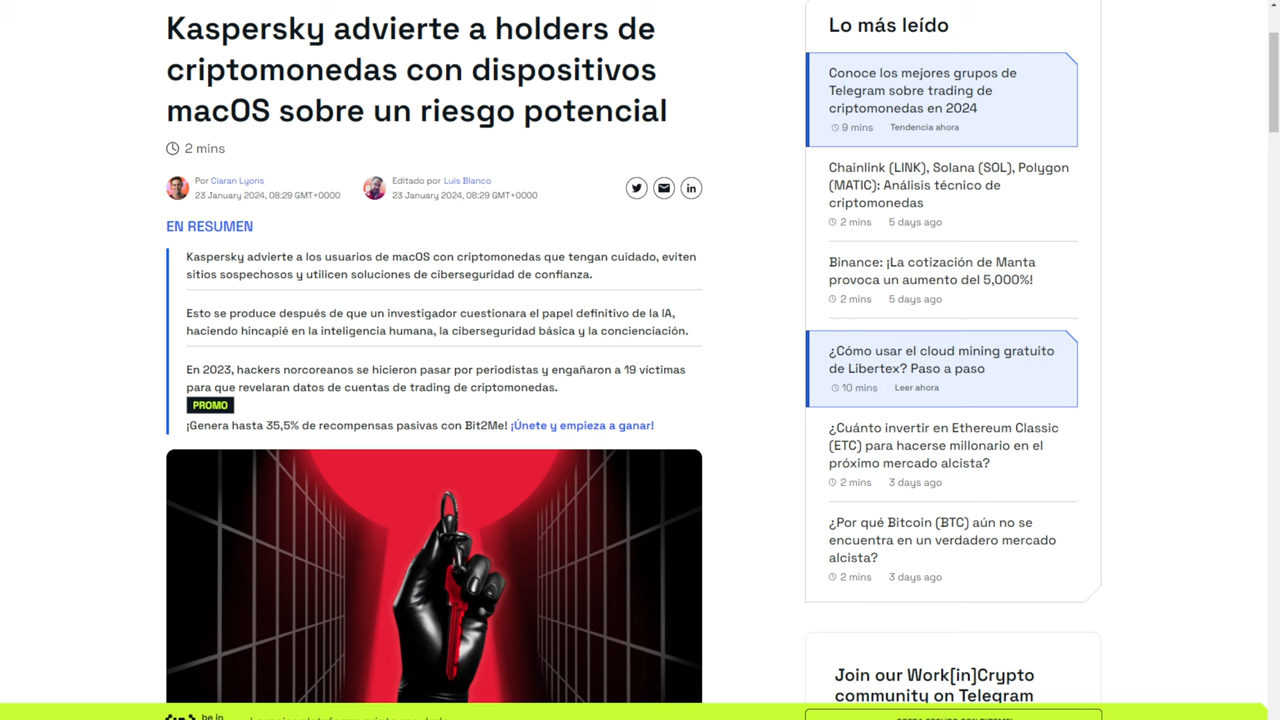 Kaspersky advierte a holders de
criptomonedas con dispositivos
macOS sobre un riesgo potencial
2 mins
Por Ciaran Lyons
23 January 2024, 08:29 GMT+0000
Editado por Luis Blanco
23 January 2024, 08:29 GMT+0000
EN RESUMEN
Kaspersky advierte a los usuarios de macOS con criptomonedas que tengan cuidado, eviten
sitios sospechosos y utilicen soluciones de ciberseguridad de confianza.
Esto se produce después de que un investigador cuestionara el papel definitivo de la IA,
haciendo hincapié en la inteligencia humana, la ciberseguridad básica y la concienciación.
En 2023, hackers norcoreanos se hicieron pasar por periodistas y engañaron a 19 víctimas
para que revelaran datos de cuentas de trading de criptomonedas.
PROMO
¡Genera hasta 35,5% de recompensas pasivas con Bit2Me! ¡Únete y empieza a ganar!
Lo más leído
Conoce los mejores grupos de
Telegram sobre trading de
criptomonedas en 2024
9 mins Tendencia ahora
Chainlink (LINK), Solana (SOL), Polygon
(MATIC): Análisis técnico de
criptomonedas
2 mins 5 days ago
Binance: ¡La cotización de Manta
provoca un aumento del 5,000%!
2 mins 5 days ago
¿Cómo usar el cloud mining gratuito
de Libertex? Paso a paso
10 mins Leer ahora
¿Cuánto invertir en Ethereum Classic
(ETC) para hacerse millonario en el
próximo mercado alcista?
2 mins 3 days ago
¿Por qué Bitcoin (BTC) aún no se
encuentra en un verdadero mercado
alcista?
2 mins 3 days ago
Join our Work[in]Crypto
community on Telegram
be in